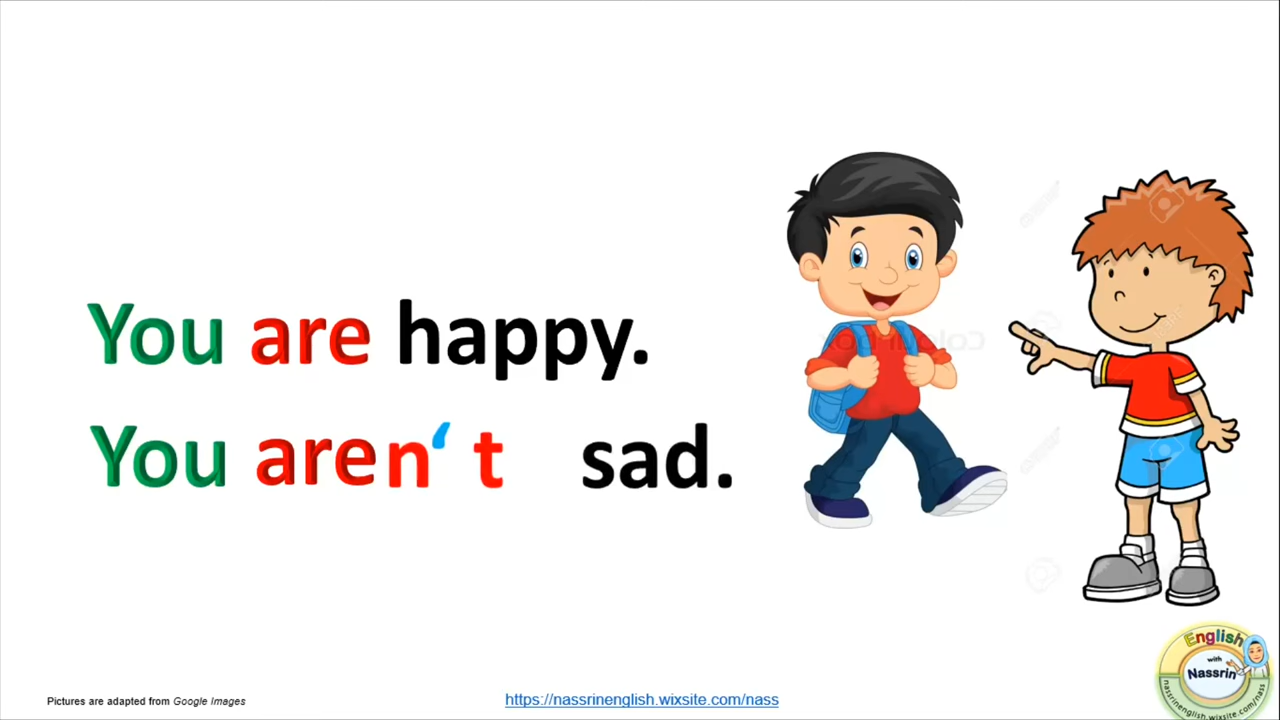 You are happy.
You aren‘ t sad.
Pictures are adapted from Google Images
https://nassrinenglish.wixsite.com/nass
English
with
Nassrin
nassrinenglish.wixsite.com/nass